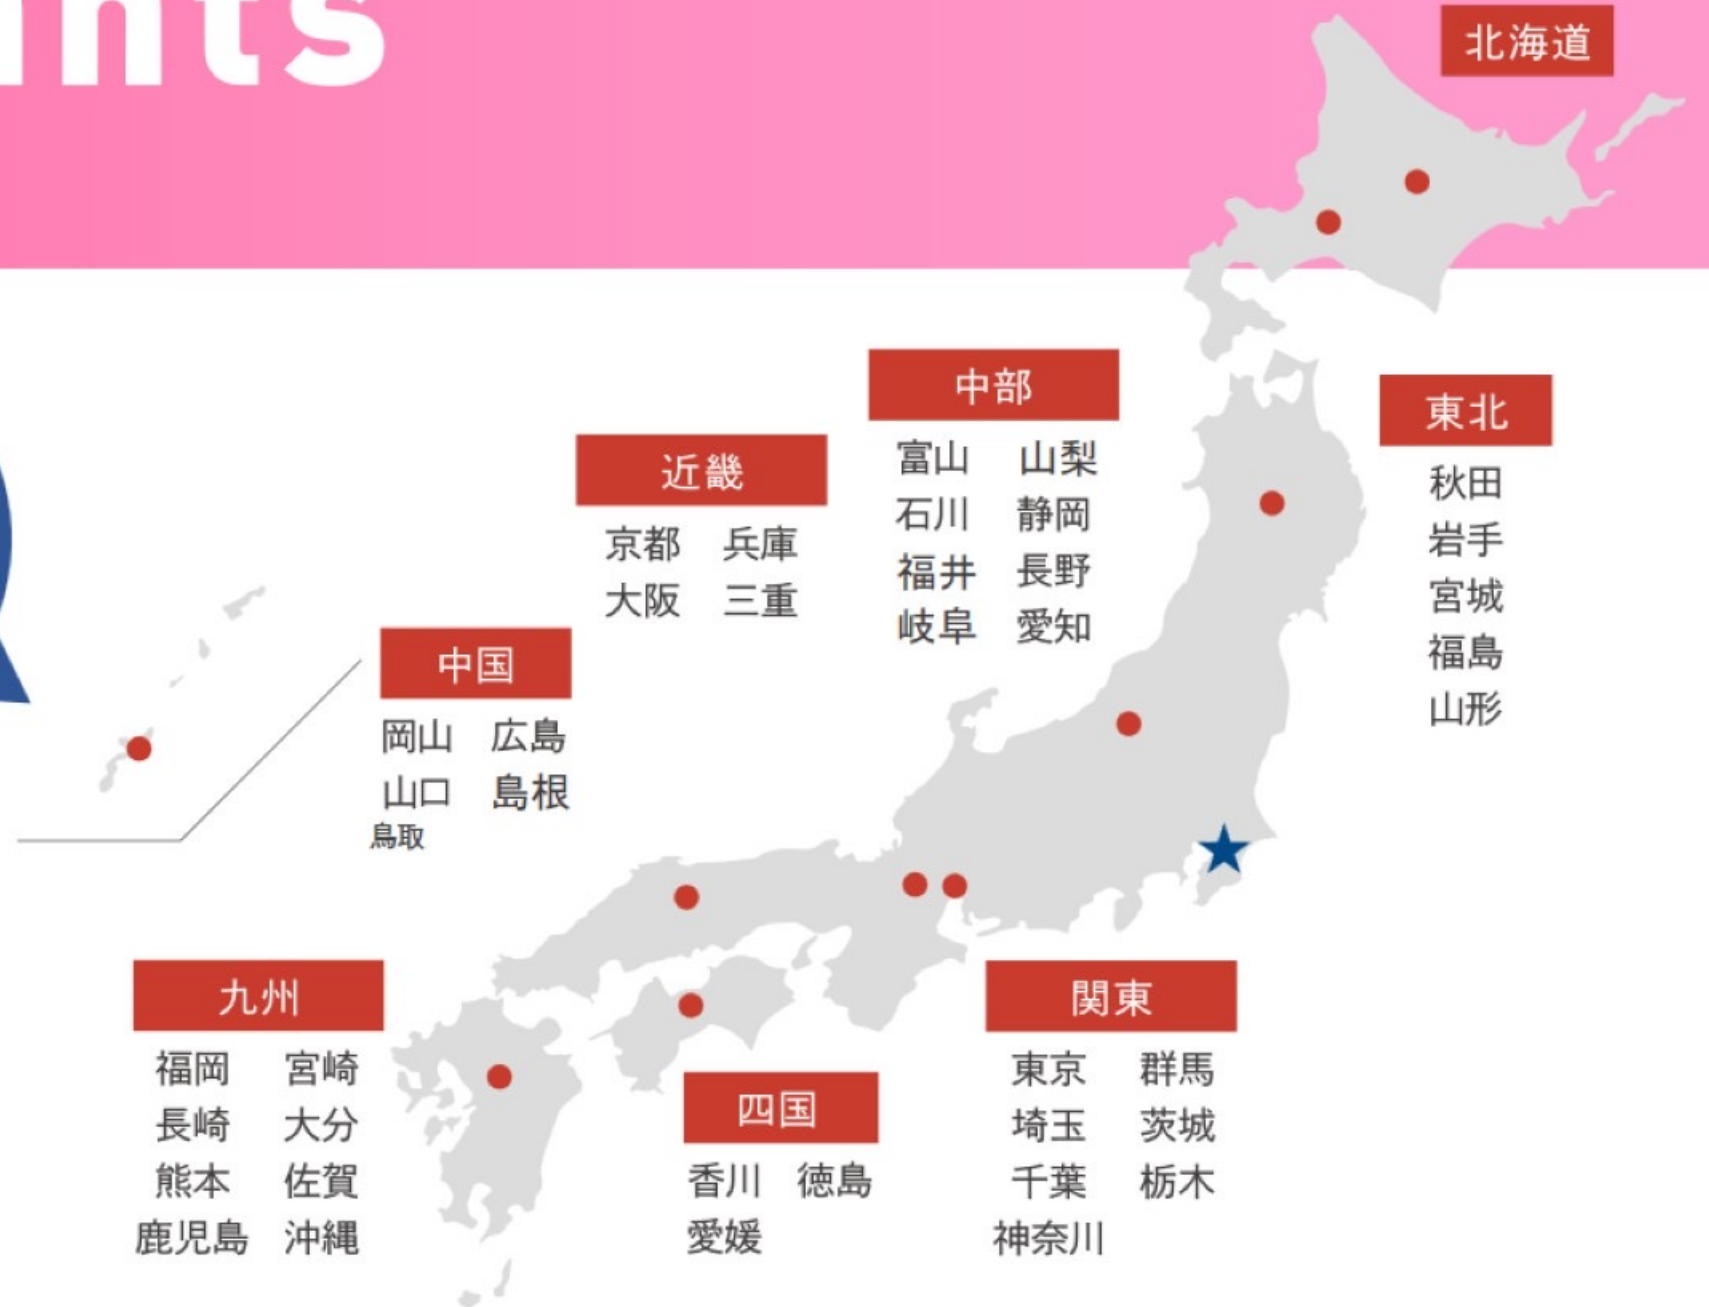 北海道
中部
富山 山梨
石川 静岡
福井 長野
岐阜 愛知
東北
秋田
岩手
宮城
福島
山形
近畿
京都 兵庫
大阪 三重
中国
岡山 広島
山口 島根
鳥取
九州
福岡 宮崎
長崎 大分
熊本 佐賀
鹿児島 沖縄
四国
香川 徳島
愛媛
関東
東京 群馬
埼玉 茨城
千葉 栃木
神奈川